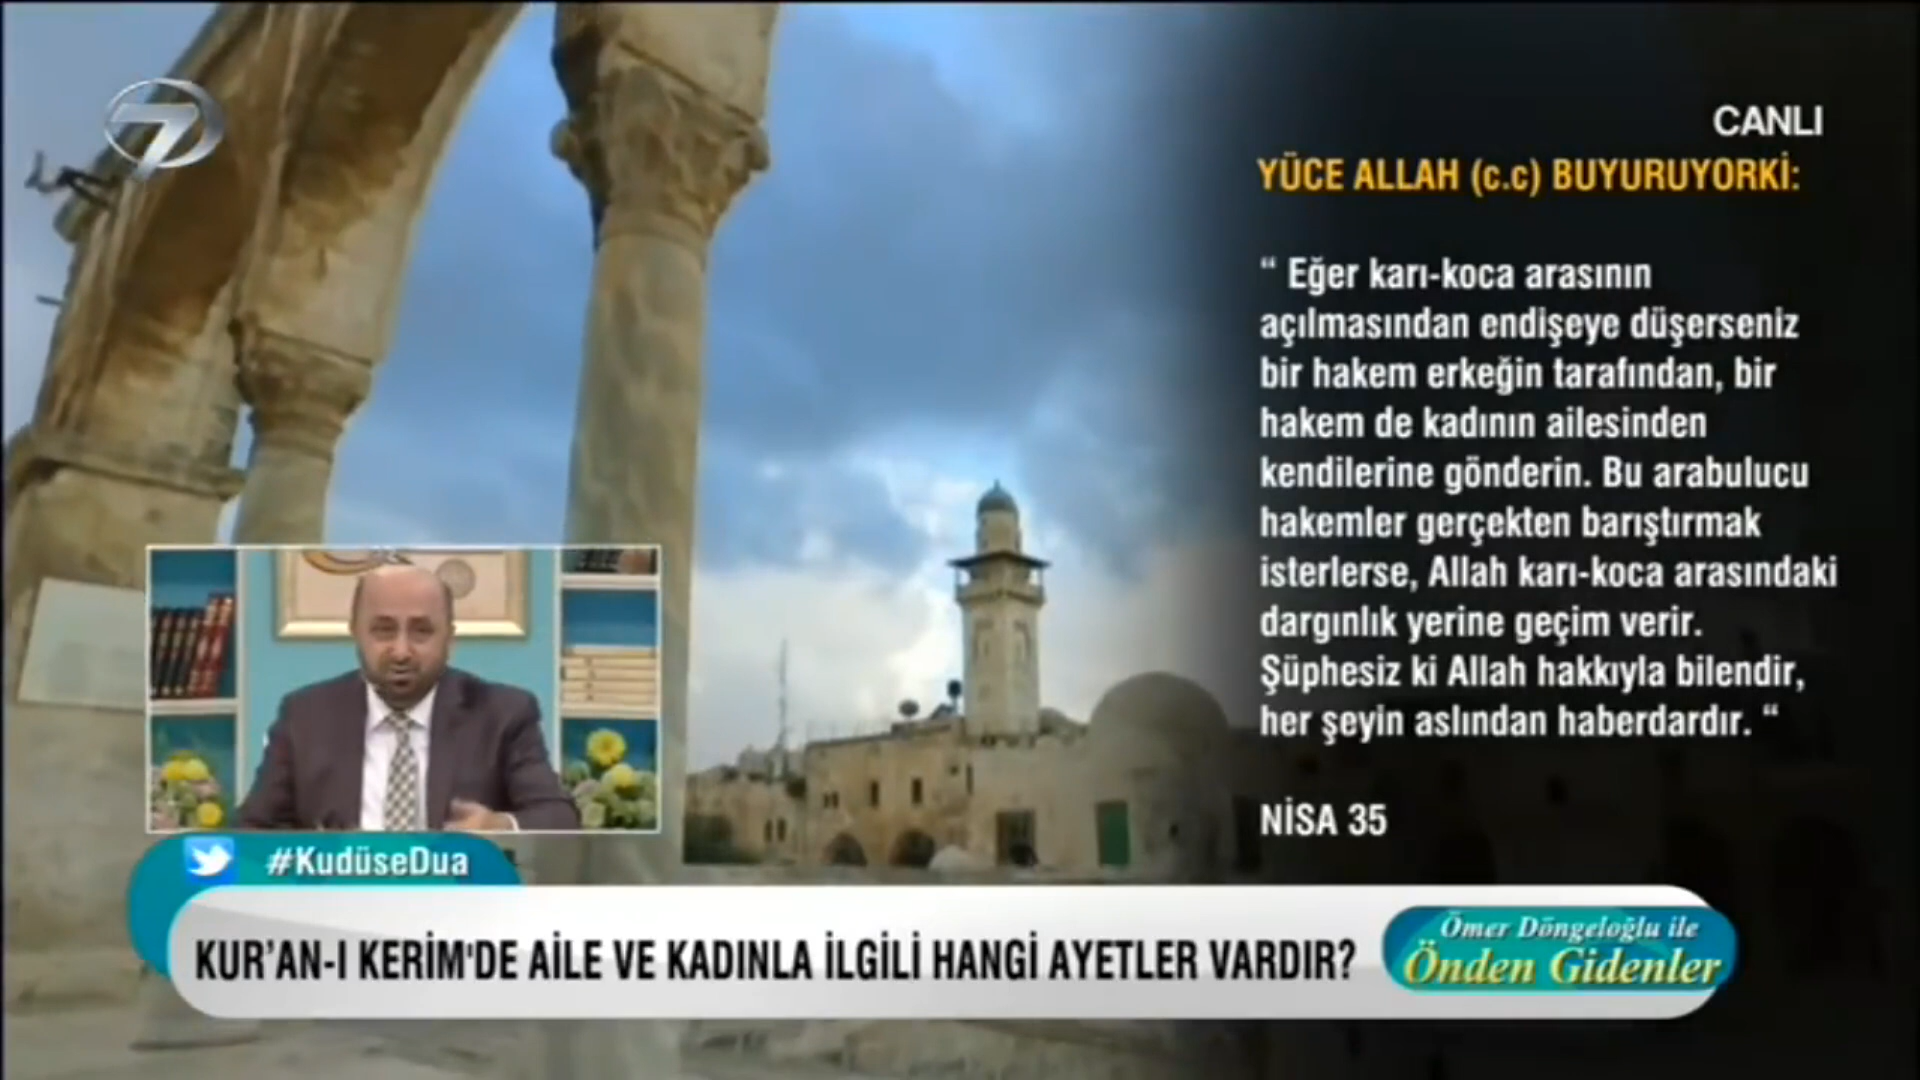 7
CANLI
YÜCE ALLAH (c.c) BUYURUYORKİ:
“ Eğer karı-koca arasının
açılmasından endişeye düşerseniz
bir hakem erkeğin tarafından, bir
hakem de kadının ailesinden
kendilerine gönderin. Bu arabulucu
hakemler gerçekten barıştırmak
isterlerse, Allah karı-koca arasındaki
dargınlık yerine geçim verir.
Şüphesiz ki Allah hakkıyla bilendir,
her şeyin aslından haberdardır. “
NİSA 35
#KudüseDua
KUR’AN-I KERİM'DE AİLE VE KADINLA İLGİLİ HANGİ AYETLER VARDIR?
Ömer Döngeloğlu ile
Önden Gidenler